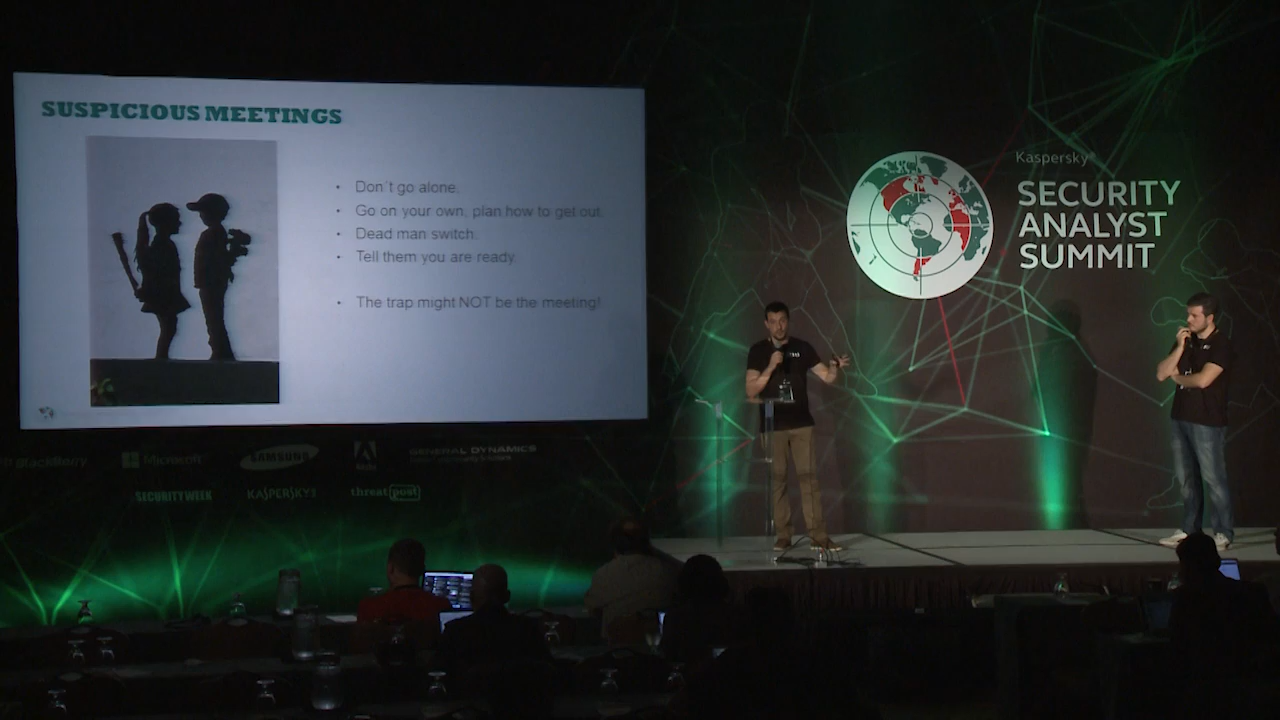 SUSPICIOUS MEETINGS
• Don't go alone.
• Go on your own, plan how to get out.
• Dead man switch.
• Tell them you are ready.
• The trap might NOT be the meeting!
Kaspersky
SECURITY
ANALYST
SUMMIT
BlackBerry
Microsoft
SAMSUNG
Adobe
GENERAL DYNAMICS
SECURITYWEEK
KASPERSKY
threatpost